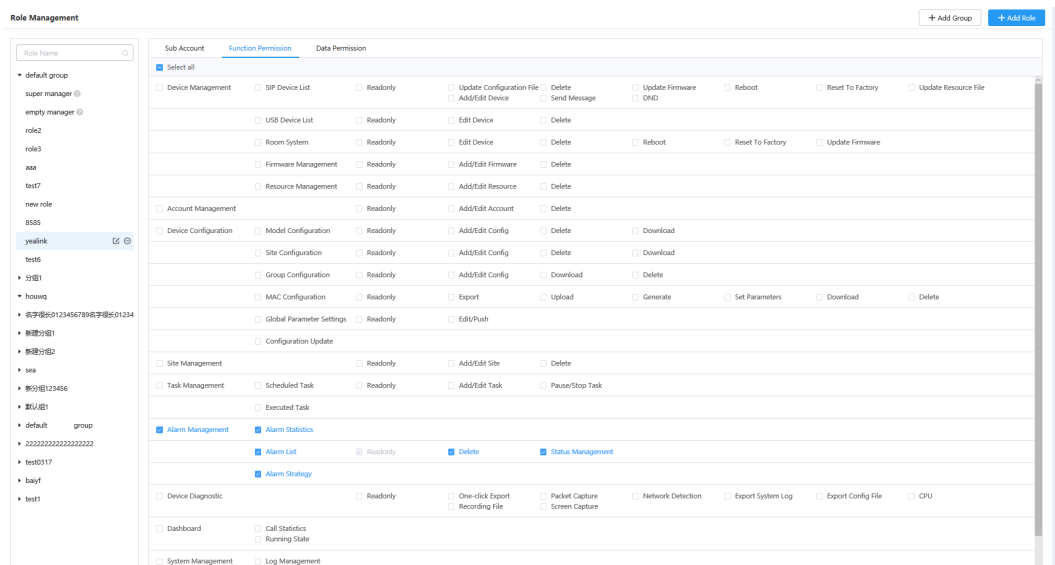 Role Management
+ Add Group
+ Add Role
Role Name
default group
super manager
empty manager
role2
role3
aaa
test7
new role
8585
yealink
test6
分组1
houwq
名字很长0123456789名字很长01234
新建分组1
新建分组2
sea
新分组123456
默认组1
default group
222222222222222222
test0317
baiyf
test1
Sub Account Function Permission Data Permission
Select all
Device Management SIP Device List Readonly Update Configuration File Delete Update Firmware Reboot Reset To Factory Update Resource File
Add/Edit Device Send Message DND
USB Device List Readonly Edit Device Delete
Room System Readonly Edit Device Delete Reboot Reset To Factory Update Firmware
Firmware Management Readonly Add/Edit Firmware Delete
Resource Management Readonly Add/Edit Resource Delete
Account Management Readonly Add/Edit Account Delete
Device Configuration Model Configuration Readonly Add/Edit Config Delete Download
Site Configuration Readonly Add/Edit Config Delete Download
Group Configuration Readonly Add/Edit Config Download Delete
MAC Configuration Readonly Export Upload Generate Set Parameters Download Delete
Global Parameter Settings Readonly Edit/Push
Configuration Update
Site Management Readonly Add/Edit Site Delete
Task Management Scheduled Task Readonly Add/Edit Task Pause/Stop Task
Executed Task
Alarm Management Alarm Statistics
Alarm List Readonly Delete Status Management
Alarm Strategy
Device Diagnostic Readonly One-click Export Packet Capture Network Detection Export System Log Export Config File CPU
Recording File Screen Capture
Dashboard Call Statistics
Running State
System Management Log Management